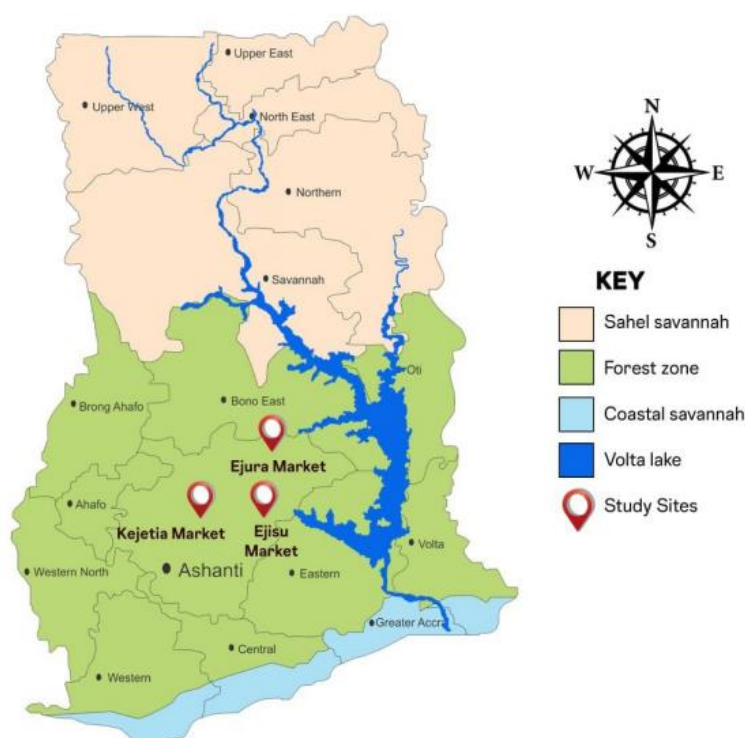 Upper East
Upper West
North East
Northern
Savannah
Oti
Bono East
Brong Ahafo
Ejura Market
Ahafo
Kejetia Market
Ejisu
Market
Volta
Ashanti
Western North
Eastern
Greater Accr
Central
Western
N
W
E
S
KEY
Sahel savannah
Forest zone
Coastal savannah
Volta lake
Study Sites